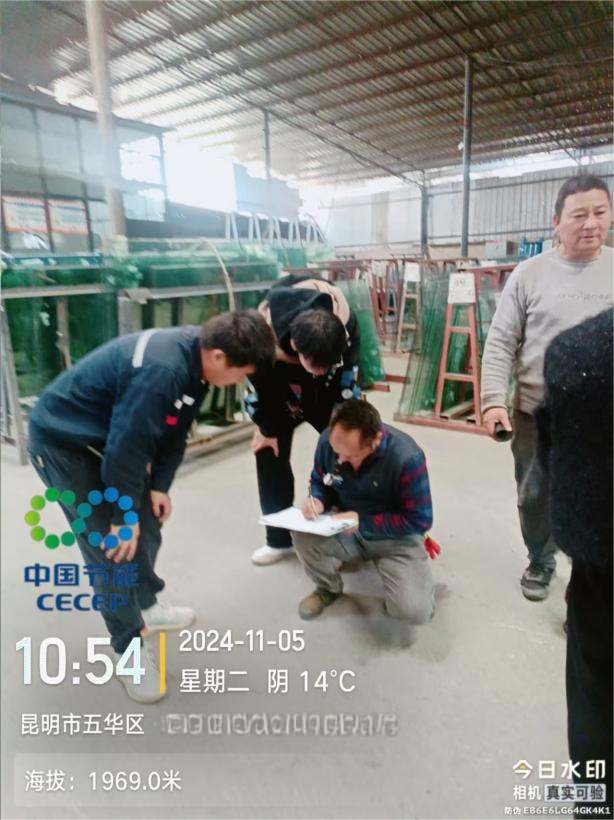 中国节能
CECEP
10:54
2024-11-05
星期二 阴 14℃
昆明市五华区
海拔：1969.0米
今日水印
相机 真实可验
防伪 EB6E6LG64GK4K1